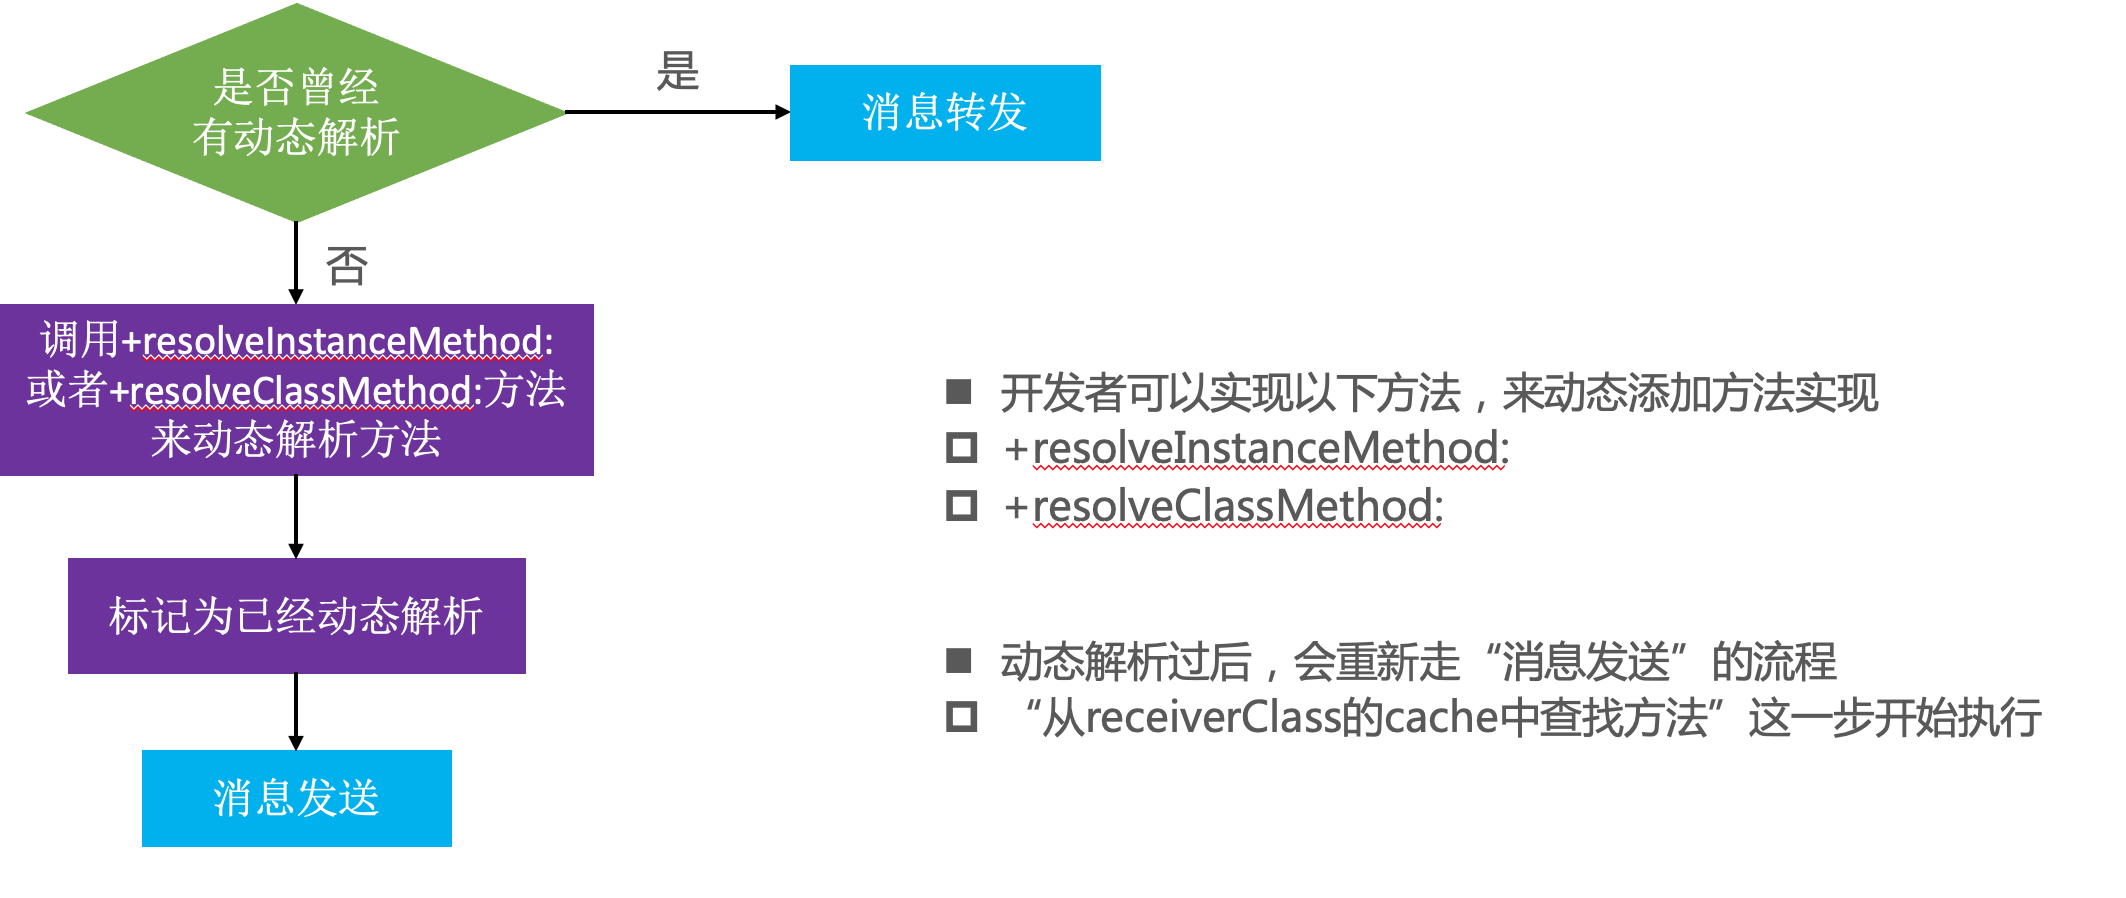 是否曾经
有动态解析
是
消息转发
否
调用+resolveInstanceMethod:
或者+resolveClassMethod:方法
来动态解析方法
标记为已经动态解析
消息发送
开发者可以实现以下方法，来动态添加方法实现
+resolveInstanceMethod:
+resolveClassMethod:
动态解析过后，会重新走“消息发送”的流程
“从receiverClass的cache中查找方法”这一步开始执行